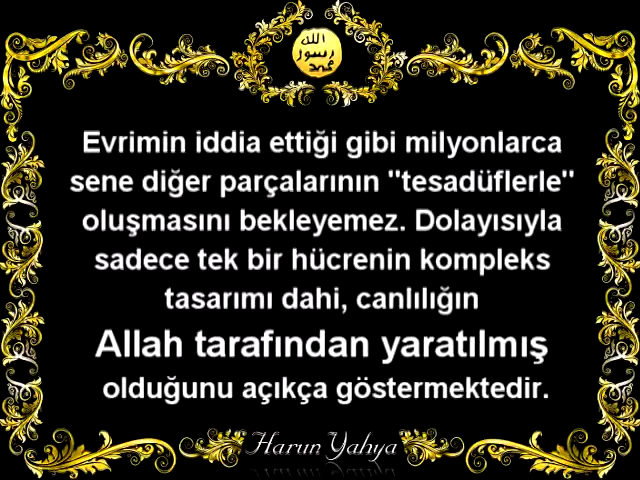 الله
رسول
محمد
Evrimin iddia ettiği gibi milyonlarca
sene diğer parçalarının "tesadüflerle"
oluşmasını bekleyemez. Dolayısıyla
sadece tek bir hücrenin kompleks
tasarımı dahi, canlılığın
Allah tarafından yaratılmış
olduğunu açıkça göstermektedir.
Harun Yahya